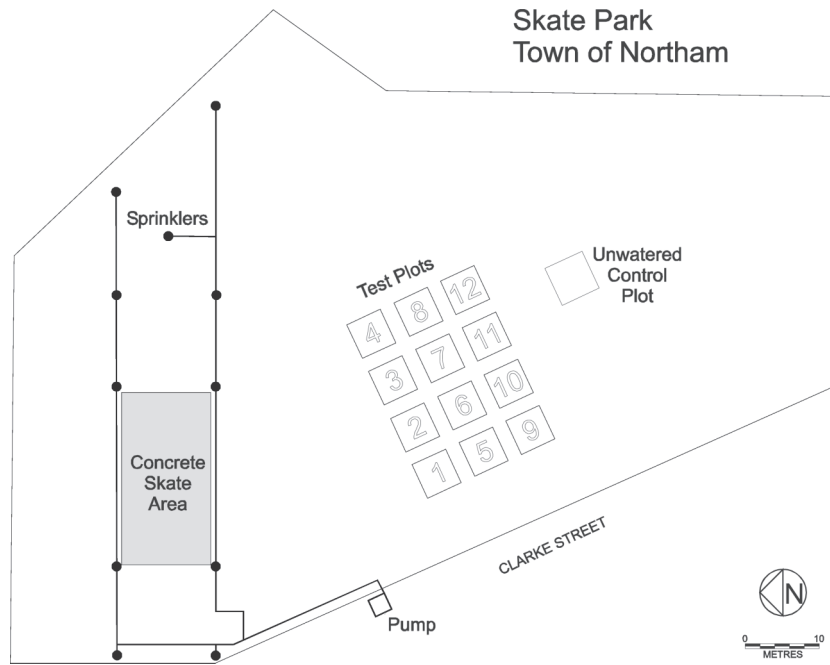 Skate Park
Town of Northam
Sprinklers
Test Plots
Unwatered
Control
Plot
4
8
12
3
7
11
2
6
10
1
5
9
Concrete
Skate
Area
CLARKE STREET
Pump
N
0
10
METRES